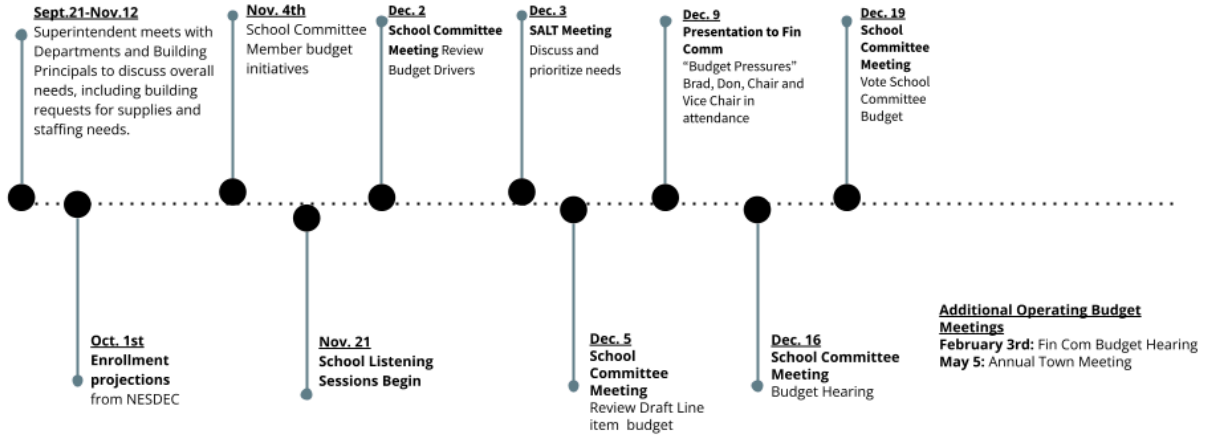 Sept.21-Nov.12
Superintendent meets with
Departments and Building
Principals to discuss overall
needs, including building
requests for supplies and
staffing needs.
Nov. 4th
School Committee
Member budget
initiatives
Dec. 2
School Committee
Meeting Review
Budget Drivers
Dec. 3
SALT Meeting
Discuss and
prioritize needs
Dec. 9
Presentation to Fin
Comm
“Budget Pressures”
Brad, Don, Chair and
Vice Chair in
attendance
Dec. 19
School
Committee
Meeting
Vote School
Committee
Budget
Oct. 1st
Enrollment
projections
from NESDEC
Nov. 21
School Listening
Sessions Begin
Dec. 5
School
Committee
Meeting
Review Draft Line
item budget
Dec. 16
School Committee
Meeting
Budget Hearing
Additional Operating Budget
Meetings
February 3rd: Fin Com Budget Hearing
May 5: Annual Town Meeting